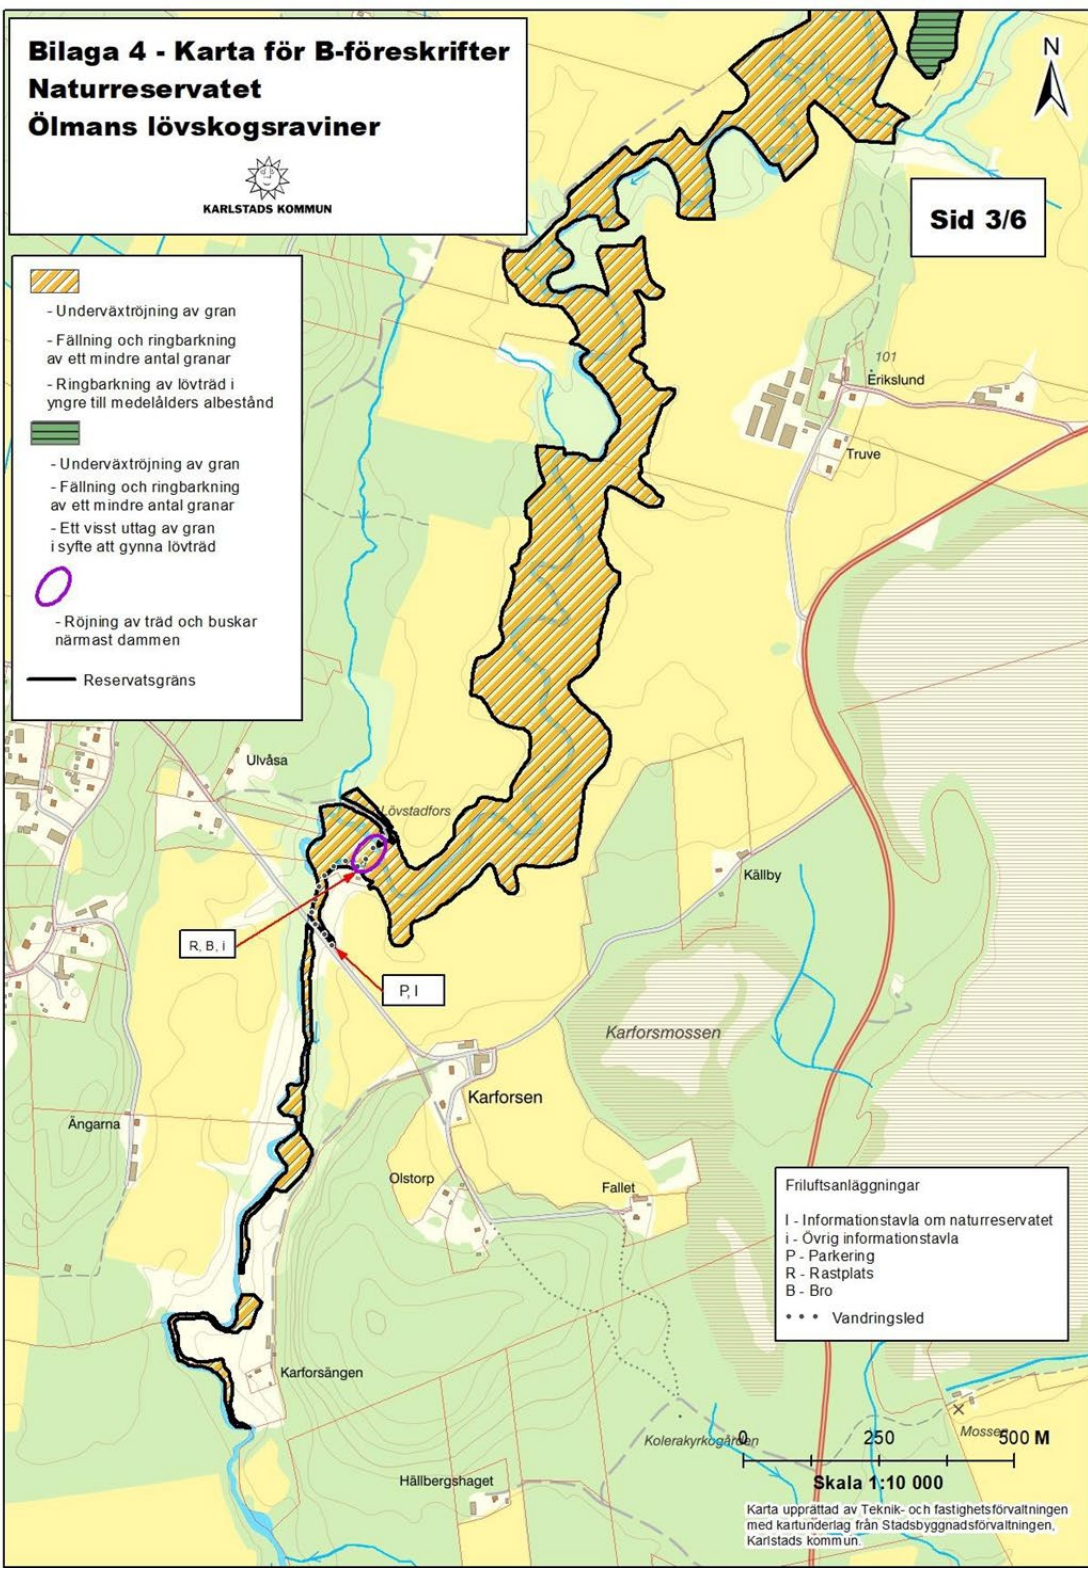 Bilaga 4 - Karta för B-föreskrifter
Naturreservatet
Ölmans lövskogsraviner
KARLSTADS KOMMUN
N
Sid 3/6
- Underväxtröjning av gran
- Fällning och ringbarkning
av ett mindre antal granar
- Ringbarkning av lövträd i
yngre till medelålders albestånd
- Underväxtröjning av gran
- Fällning och ringbarkning
av ett mindre antal granar
- Ett visst uttag av gran
i syfte att gynna lövträd
- Röjning av träd och buskar
närmast dammen
Reservatsgräns
101
Erikslund
Truve
Ulvåsa
Lövstadfors
Källby
R, B, i
P, I
Karforsmossen
Karforsen
Ängarna
Olstorp
Fallet
Friluftsanläggningar
I - Informationstavla om naturreservatet
i - Övrig informationstavla
P - Parkering
R - Rastplats
B - Bro
Vandringsled
Karforsängen
Kolerakyrkogården
Mossen
0 250 500 M
Hällbergshaget
Skala 1:10 000
Karta upprättad av Teknik- och fastighetsförvaltningen
med kartunderlag från Stadsbyggnadsförvaltningen,
Karlstads kommun.